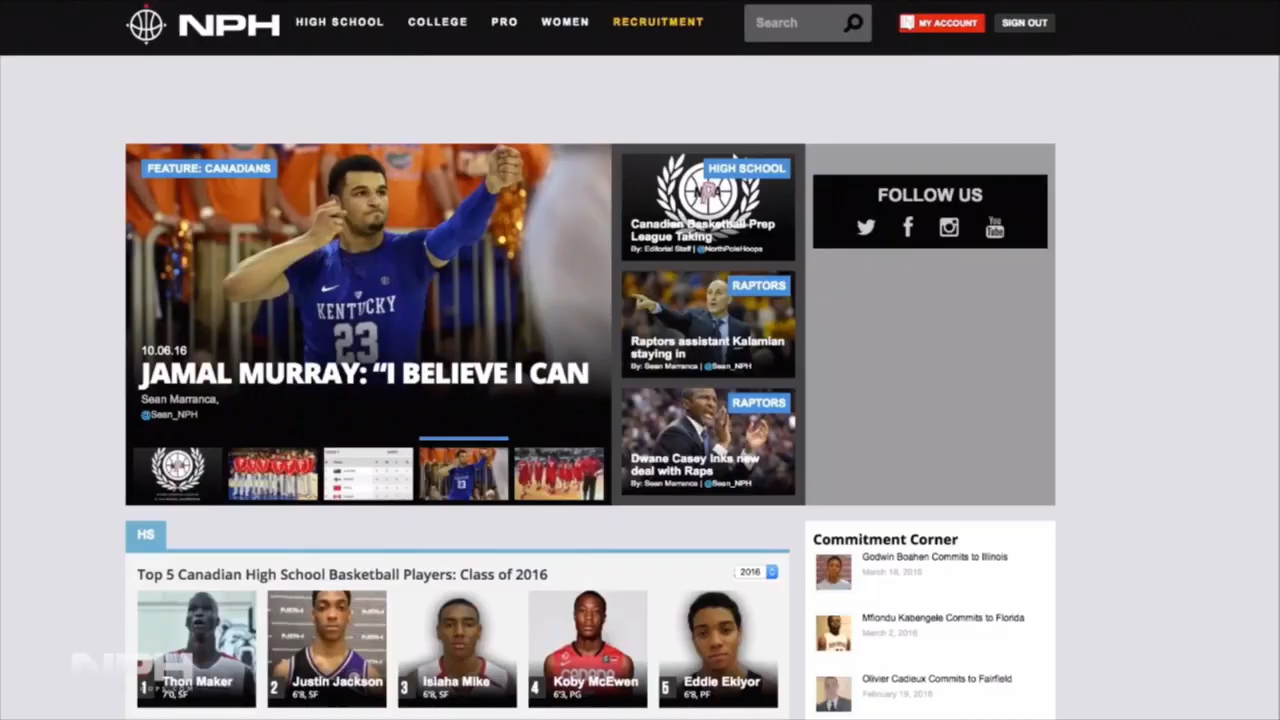 NPH
HIGH SCHOOL COLLEGE PRO WOMEN RECRUITMENT
Search
MY ACCOUNT
SIGN OUT
FEATURE: CANADIANS
KENTUCKY
23
10.06.16
JAMAL MURRAY: “I BELIEVE I CAN
Sean Marranca,
@Sean_NPH
HIGH SCHOOL
Canadian Basketball Prep
League Taking
By: Editorial Staff | @NorthPoleHoops
RAPTORS
Raptors assistant Kalamian
staying in
By: Sean Marranca | @Sean_NPH
RAPTORS
Dwane Casey inks new
deal with Raps
By: Sean Marranca | @Sean_NPH
FOLLOW US
You
Tube
HS
Top 5 Canadian High School Basketball Players: Class of 2016
2016
1 Thon Maker
7'0, SF
2 Justin Jackson
6'8, SF
3 Isiaha Mike
6'8, SF
4 Koby McEwen
6'3, PG
5 Eddie Ekiyor
6'8, PF
NPH
Commitment Corner
Godwin Boahen Commits to Illinois
March 18, 2016
Mfiondu Kabengele Commits to Florida
March 2, 2016
Olivier Cadieux Commits to Fairfield
February 19, 2016